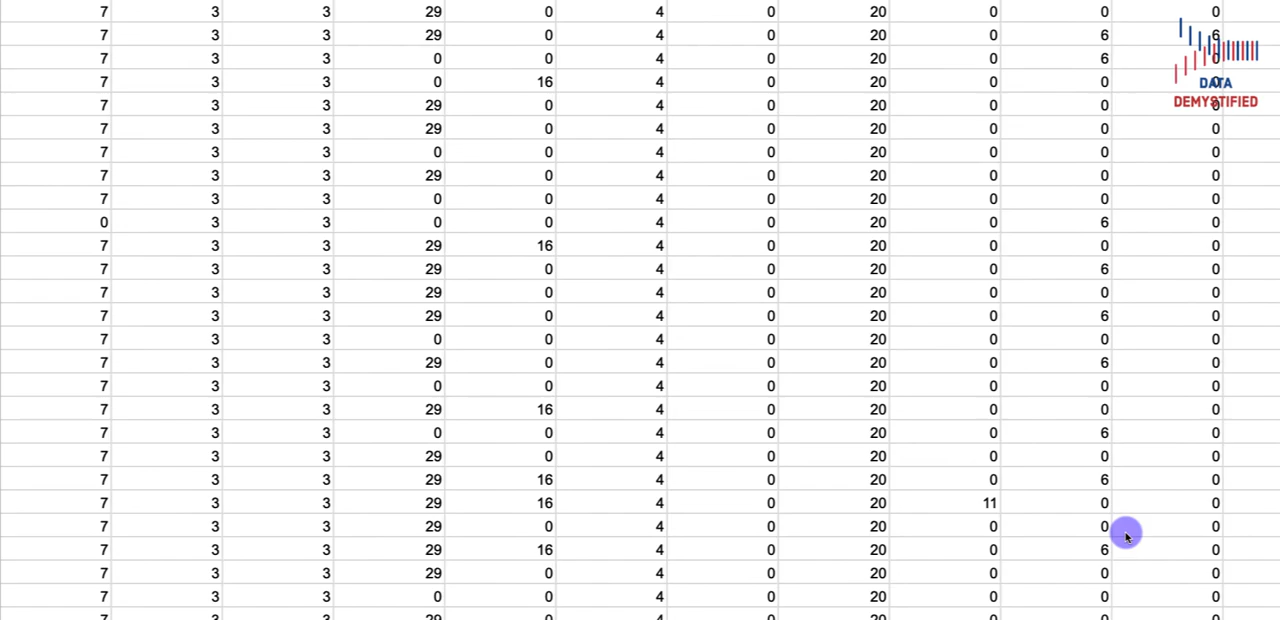 7 3 3 29 0 4 0 20 0 0 0
7 3 3 29 0 4 0 20 0 6 6
7 3 3 0 0 4 0 20 0 6 0
7 3 3 0 16 4 0 20 0 0 0
DATA
7 3 3 29 0 4 0 20 0 0 0
DEMYSTIFIED
7 3 3 29 0 4 0 20 0 0 0
7 3 3 0 0 4 0 20 0 0 0
7 3 3 29 0 4 0 20 0 0 0
7 3 3 0 0 4 0 20 0 0 0
0 3 3 0 0 4 0 20 0 6 0
7 3 3 29 16 4 0 20 0 0 0
7 3 3 29 0 4 0 20 0 6 0
7 3 3 29 0 4 0 20 0 0 0
7 3 3 29 0 4 0 20 0 6 0
7 3 3 0 0 4 0 20 0 0 0
7 3 3 29 0 4 0 20 0 6 0
7 3 3 0 0 4 0 20 0 0 0
7 3 3 29 16 4 0 20 0 0 0
7 3 3 0 0 4 0 20 0 6 0
7 3 3 29 0 4 0 20 0 0 0
7 3 3 29 16 4 0 20 0 6 0
7 3 3 29 16 4 0 20 11 0 0
7 3 3 29 0 4 0 20 0 0 0
7 3 3 29 16 4 0 20 0 6 0
7 3 3 29 0 4 0 20 0 0 0
7 3 3 0 0 4 0 20 0 0 0